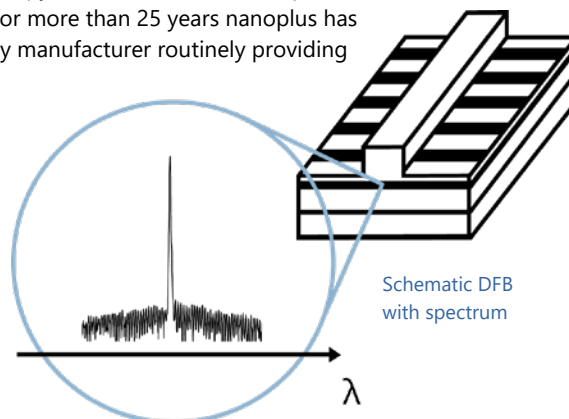 or more than 25 years nanoplus has
y manufacturer routinely providing
Schematic DFB
with spectrum
λ